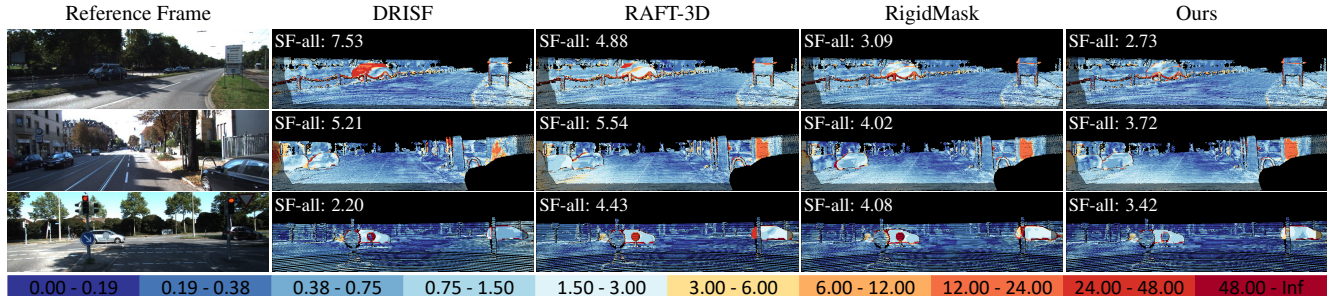 Reference Frame DRISF RAFT-3D RigidMask Ours
SF-all: 7.53 SF-all: 4.88 SF-all: 3.09 SF-all: 2.73
SF-all: 5.21 SF-all: 5.54 SF-all: 4.02 SF-all: 3.72
SF-all: 2.20 SF-all: 4.43 SF-all: 4.08 SF-all: 3.42
0.00 - 0.19 0.19 - 0.38 0.38 - 0.75 0.75 - 1.50 1.50 - 3.00 3.00 - 6.00 6.00 - 12.00 12.00 - 24.00 24.00 - 48.00 48.00 - Inf